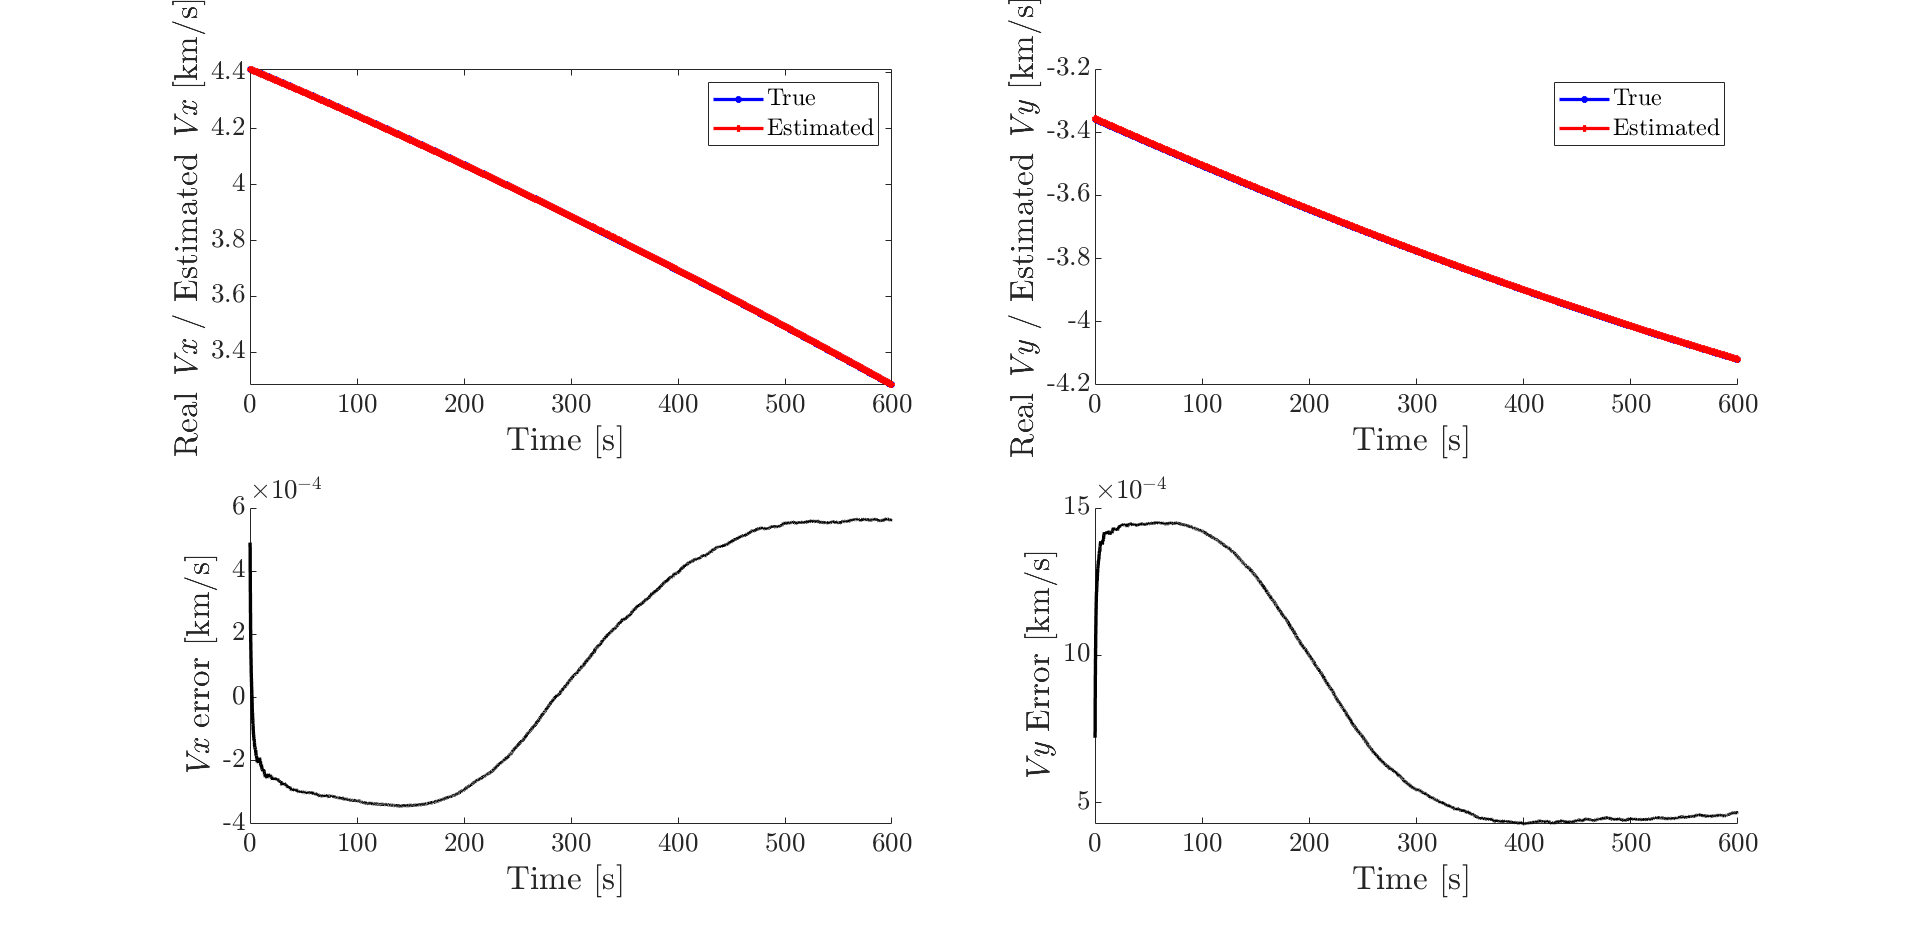 Real Vx / Estimated Vx [km/s]
4.4
4.2
4
3.8
3.6
3.4
0 100 200 300 400 500 600
Time [s]
True
Estimated
Real Vy / Estimated Vy [km/s]
-3.2
-3.4
-3.6
-3.8
-4
-4.2
0 100 200 300 400 500 600
Time [s]
True
Estimated
×10⁻⁴
Vx error [km/s]
6
4
2
0
-2
-4
0 100 200 300 400 500 600
Time [s]
×10⁻⁴
Vy Error [km/s]
15
10
5
0 100 200 300 400 500 600
Time [s]